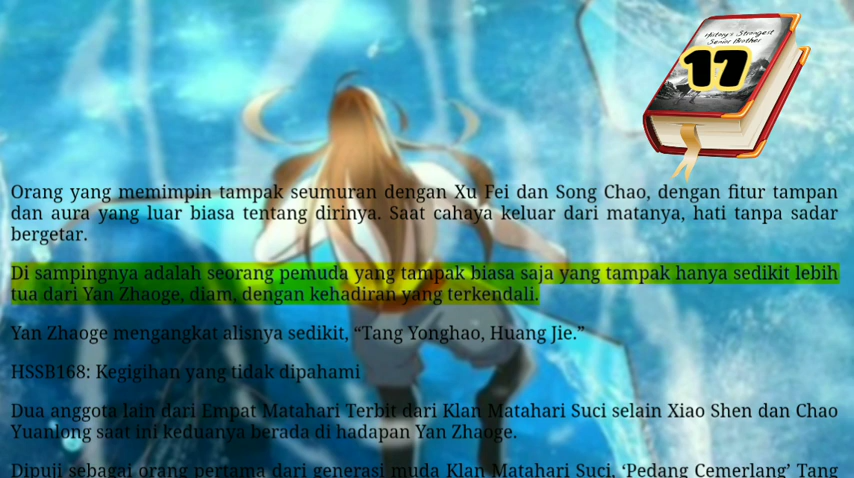 History's Strongest
Senior Brother
17
Orang yang memimpin tampak seumuran dengan Xu Fei dan Song Chao, dengan fitur tampan
dan aura yang luar biasa tentang dirinya. Saat cahaya keluar dari matanya, hati tanpa sadar
bergetar.
Di sampingnya adalah seorang pemuda yang tampak biasa saja yang tampak hanya sedikit lebih
tua dari Yan Zhaoge, diam, dengan kehadiran yang terkendali.
Yan Zhaoge mengangkat alisnya sedikit, “Tang Yonghao, Huang Jie.”
HSSB168: Kegigihan yang tidak dipahami
Dua anggota lain dari Empat Matahari Terbit dari Klan Matahari Suci selain Xiao Shen dan Chao
Yuanlong saat ini keduanya berada di hadapan Yan Zhaoge.
Dipuji sebagai orang pertama dari generasi muda Klan Matahari Suci, ‘Pedang Cemerlang’ Tang